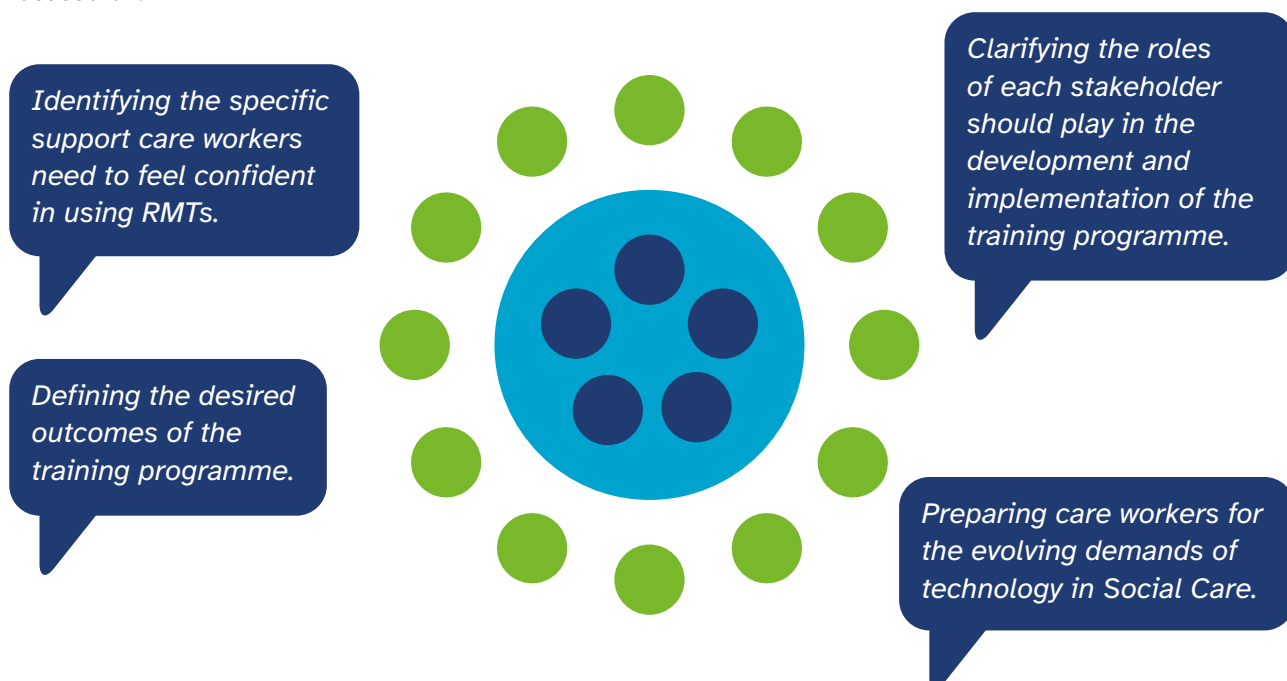 Identifying the specific
support care workers
need to feel confident
in using RMTs.
Defining the desired
outcomes of the
training programme.
Clarifying the roles
of each stakeholder
should play in the
development and
implementation of the
training programme.
Preparing care workers for
the evolving demands of
technology in Social Care.